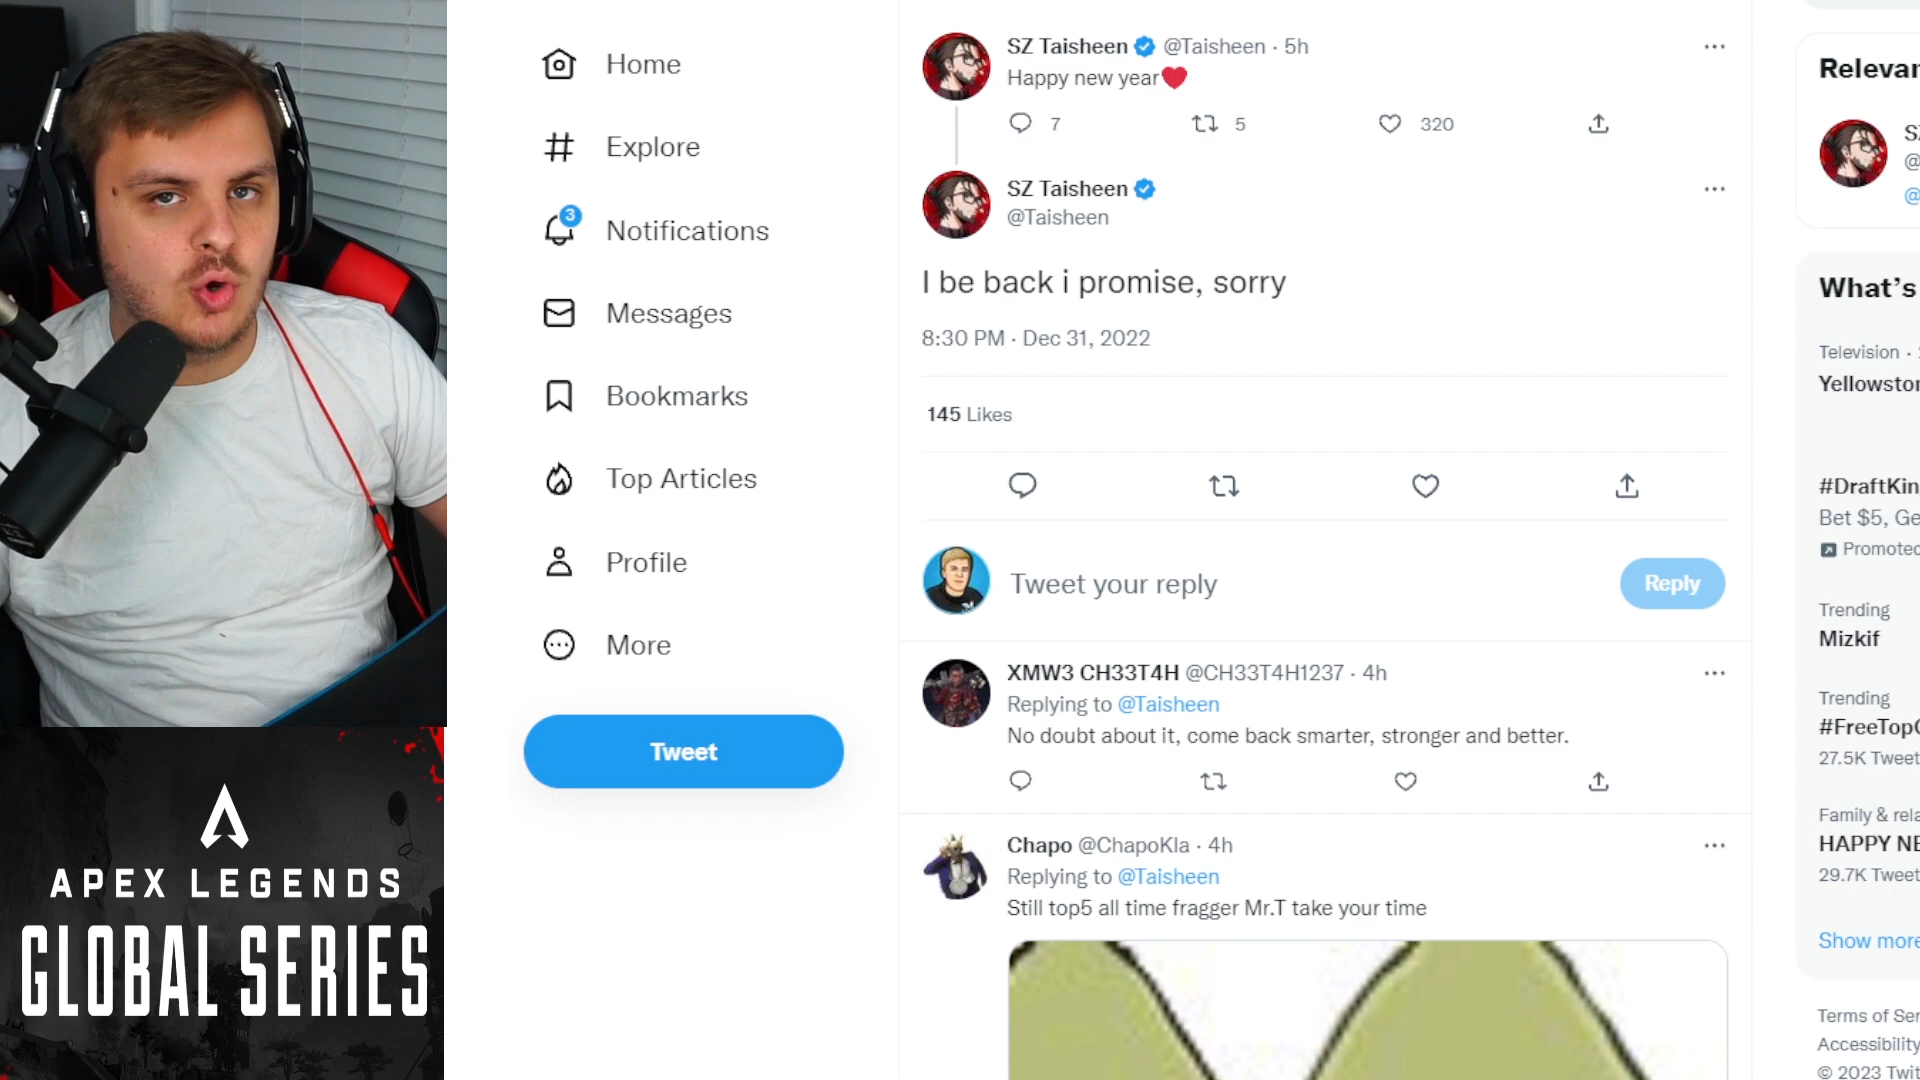 Home
Explore
3
Notifications
Messages
Bookmarks
Top Articles
Profile
More
Tweet
SZ Taisheen @Taisheen · 5h
Happy new year❤️
7 5 320
SZ Taisheen
@Taisheen
I be back i promise, sorry
8:30 PM · Dec 31, 2022
145 Likes
Tweet your reply
Reply
XMW3 CH33T4H @CH33T4H1237 · 4h
Replying to @Taisheen
No doubt about it, come back smarter, stronger and better.
Chapo @ChapoKla · 4h
Replying to @Taisheen
Still top5 all time fragger Mr.T take your time
Relevan
S
@
@
What's
Television ·
Yellowston
#DraftKin
Bet $5, Ge
Promoted
Trending
Mizkif
Trending
#FreeTop
27.5K Tweet
Family & rela
HAPPY NE
29.7K Tweet
Show more
Terms of Ser
Accessibility
© 2023 Twit
APEX LEGENDS
GLOBAL SERIES